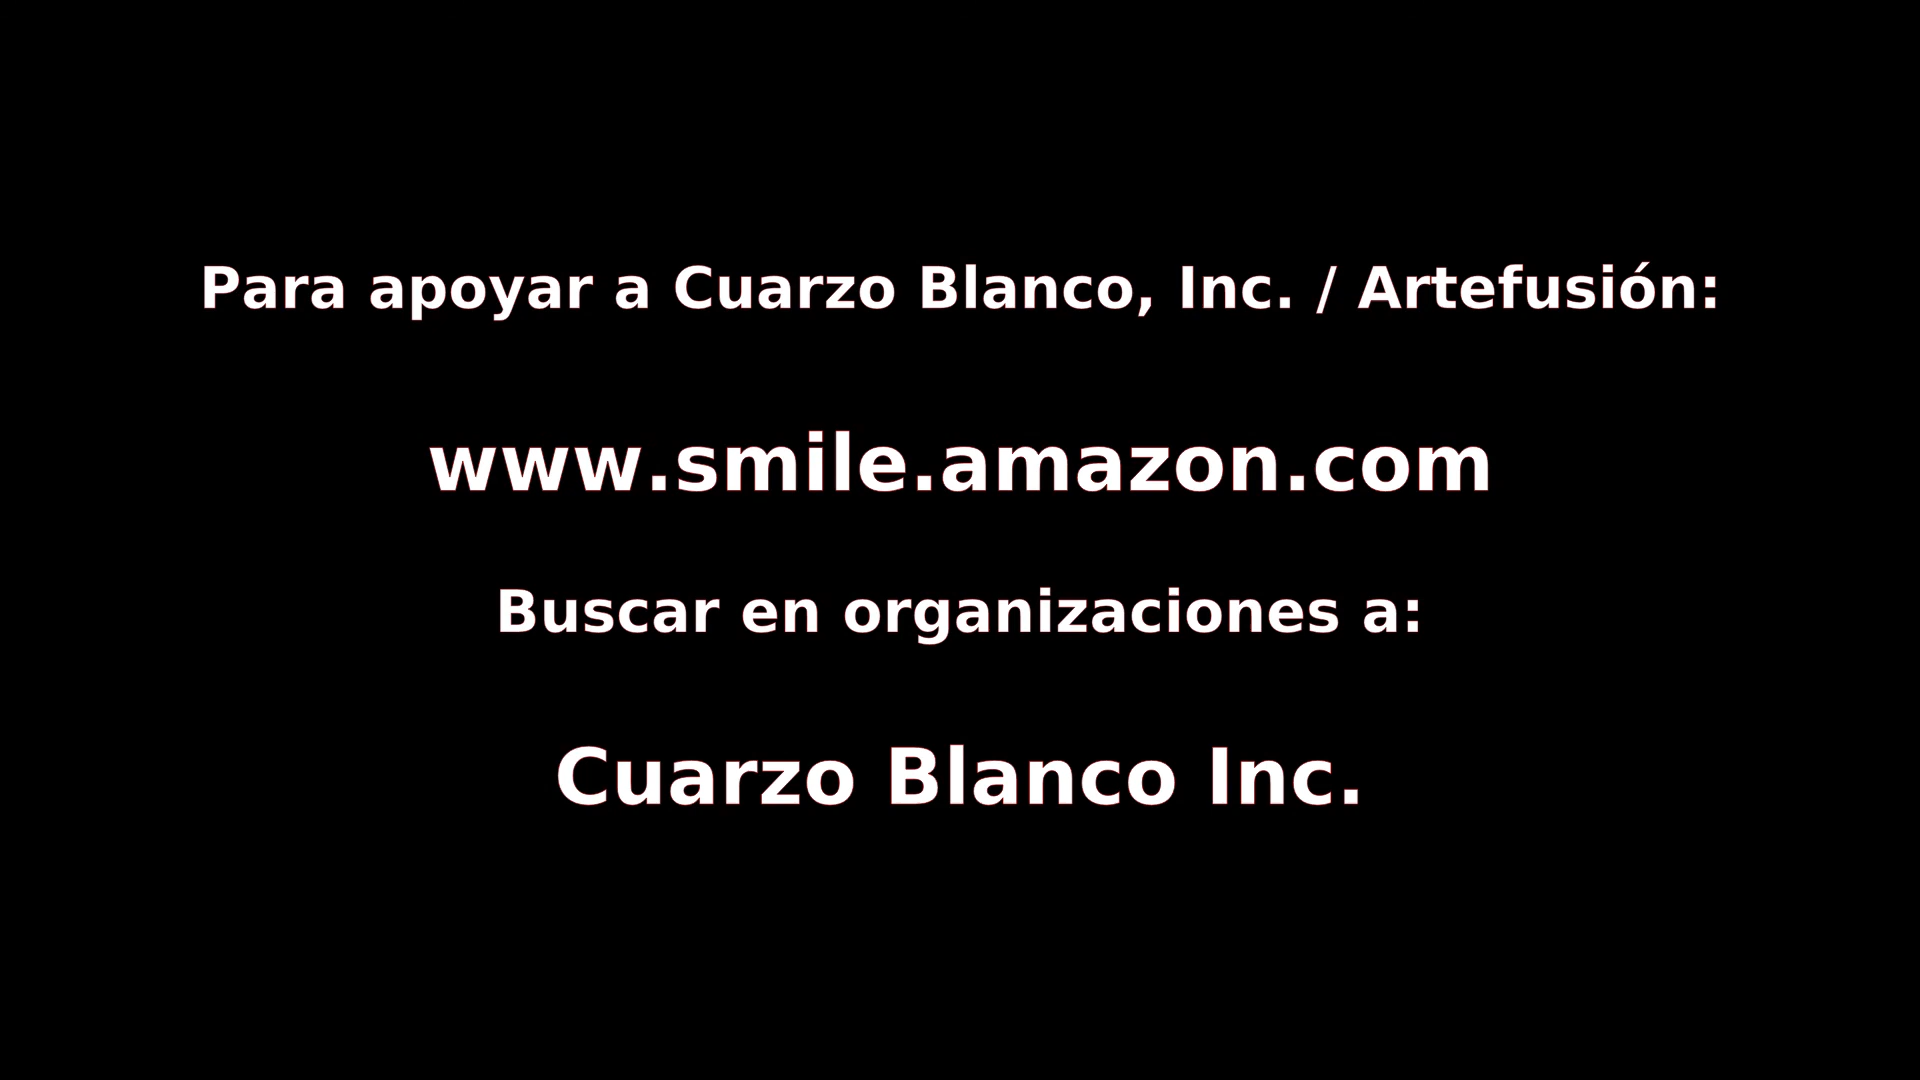 Para apoyar a Cuarzo Blanco, Inc. / Artefusión:
www.smile.amazon.com
Buscar en organizaciones a:
Cuarzo Blanco Inc.